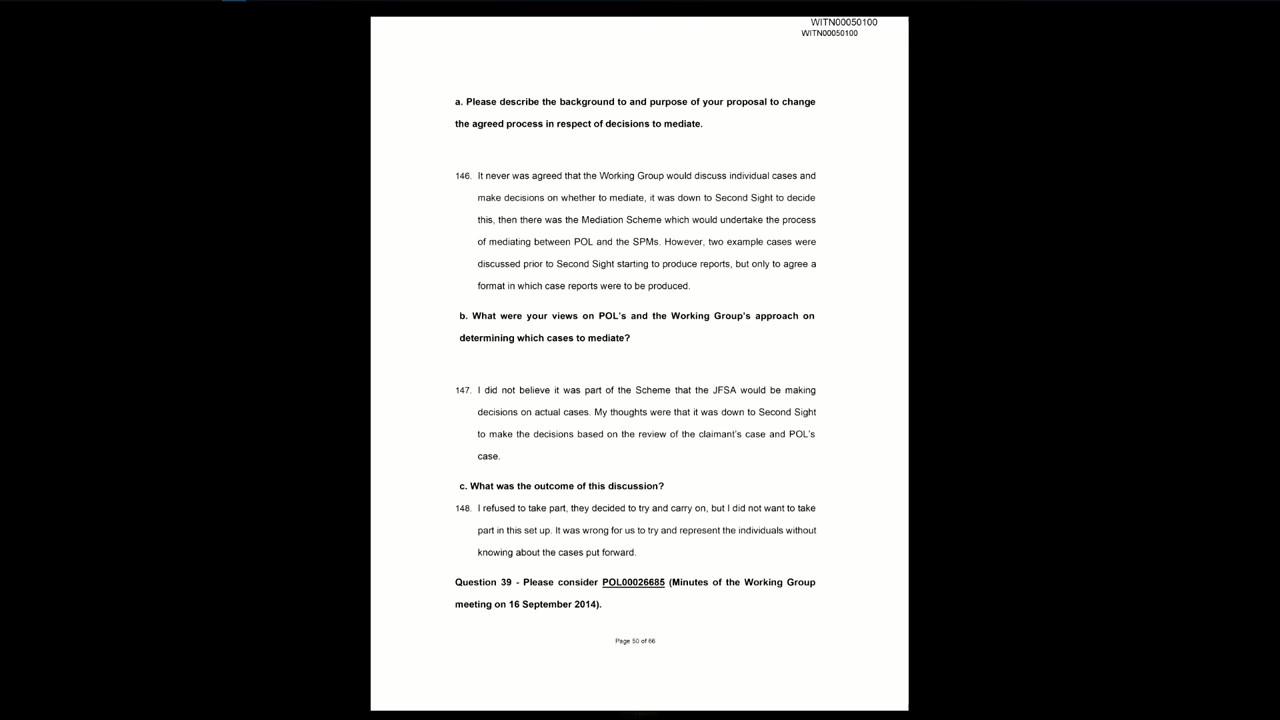 WITN00050100
WITN00050100
a. Please describe the background to and purpose of your proposal to change
the agreed process in respect of decisions to mediate.
146. It never was agreed that the Working Group would discuss individual cases and
make decisions on whether to mediate, it was down to Second Sight to decide
this, then there was the Mediation Scheme which would undertake the process
of mediating between POL and the SPMs. However, two example cases were
discussed prior to Second Sight starting to produce reports, but only to agree a
format in which case reports were to be produced.
b. What were your views on POL's and the Working Group's approach on
determining which cases to mediate?
147. I did not believe it was part of the Scheme that the JFSA would be making
decisions on actual cases. My thoughts were that it was down to Second Sight
to make the decisions based on the review of the claimant's case and POL's
case.
c. What was the outcome of this discussion?
148. I refused to take part, they decided to try and carry on, but I did not want to take
part in this set up. It was wrong for us to try and represent the individuals without
knowing about the cases put forward.
Question 39 - Please consider POL00026685 (Minutes of the Working Group
meeting on 16 September 2014).
Page 50 of 66